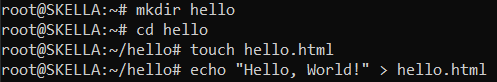 root@SKELLA:~# mkdir hello
root@SKELLA:~# cd hello
root@SKELLA:~/hello# touch hello.html
root@SKELLA:~/hello# echo "Hello, World!" > hello.html